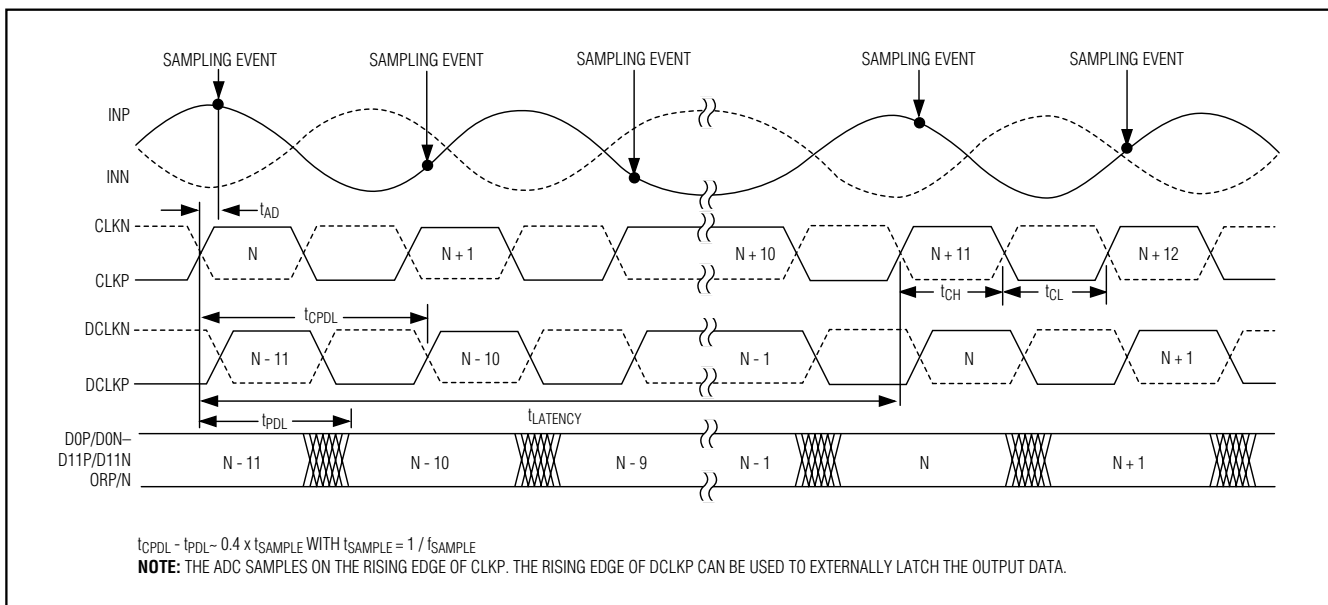 SAMPLING EVENT SAMPLING EVENT SAMPLING EVENT SAMPLING EVENT SAMPLING EVENT
INP
INN
tAD
CLKN
N N + 1 N + 10 N + 11 N + 12
CLKP
tCH tCL
tCPDL
DCLKN
N - 11 N - 10 N - 1 N N + 1
DCLKP
tLATENCY
tPDL
D0P/D0N–
D11P/D11N
ORP/N
N - 11 N - 10 N - 9 N - 1 N N + 1
tCPDL - tPDL~ 0.4 x tSAMPLE WITH tSAMPLE = 1 / fSAMPLE
NOTE: THE ADC SAMPLES ON THE RISING EDGE OF CLKP. THE RISING EDGE OF DCLKP CAN BE USED TO EXTERNALLY LATCH THE OUTPUT DATA.